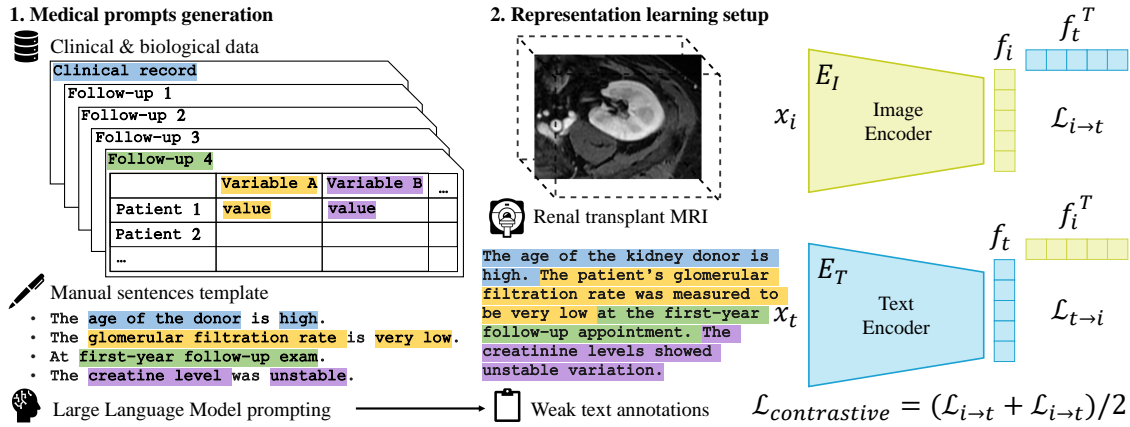 1. Medical prompts generation
Clinical & biological data
Clinical record
Follow-up 1
Follow-up 2
Follow-up 3
Follow-up 4
Variable A Variable B ...
Patient 1 value value
Patient 2
...
Manual sentences template
• The age of the donor is high.
• The glomerular filtration rate is very low.
• At first-year follow-up exam.
• The creatine level was unstable.
Large Language Model prompting
2. Representation learning setup
Renal transplant MRI
The age of the kidney donor is
high. The patient's glomerular
filtration rate was measured to
be very low at the first-year
follow-up appointment. The
creatinine levels showed
unstable variation.
Weak text annotations
x_i
E_I
Image
Encoder
f_i
f_t^T
ℒ_{i→t}
x_t
E_T
Text
Encoder
f_t
f_i^T
ℒ_{t→i}
ℒ_{contrastive} = (ℒ_{i→t} + ℒ_{i→t})/2